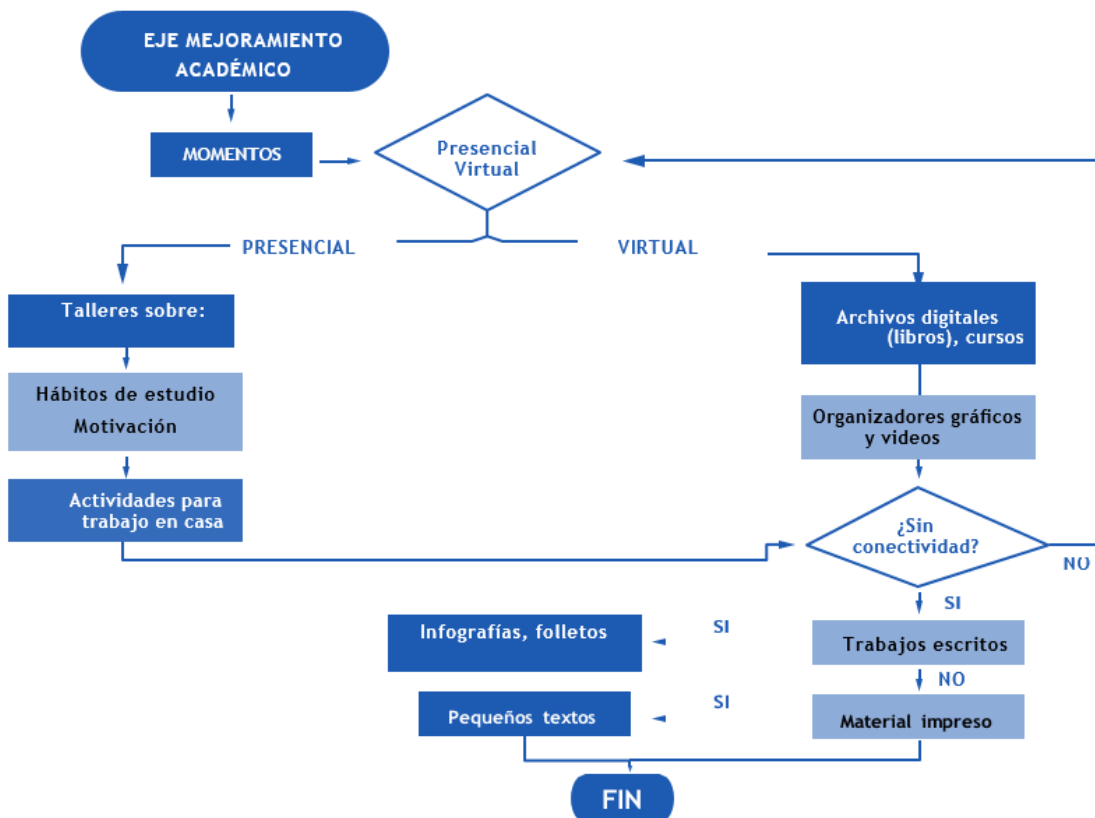 EJE MEJORAMIENTO
ACADÉMICO
MOMENTOS
Presencial
Virtual
PRESENCIAL
VIRTUAL
Talleres sobre:
Archivos digitales
(libros), cursos
Hábitos de estudio
Motivación
Organizadores gráficos
y videos
Actividades para
trabajo en casa
¿Sin
conectividad?
NO
SI
Infografías, folletos
SI
Trabajos escritos
NO
Pequeños textos
SI
Material impreso
FIN